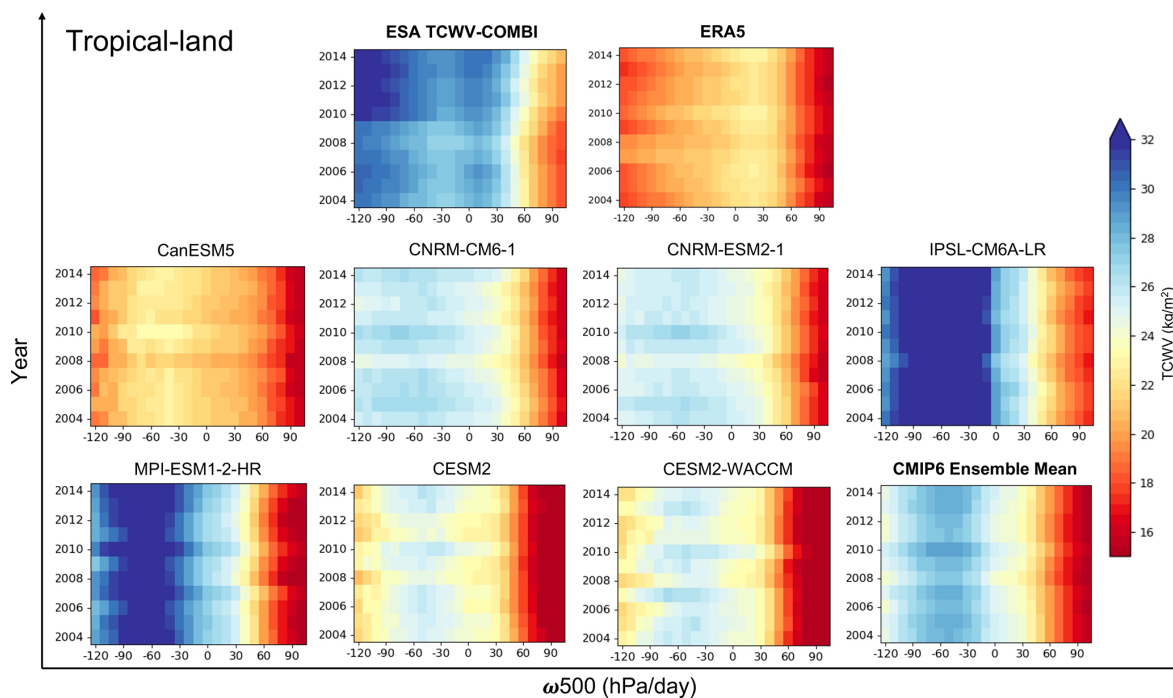 Tropical-land
ESA TCWV-COMBI
ERA5
2014
2012
2010
2008
2006
2004
-120 -90 -60 -30 0 30 60 90
2014
2012
2010
2008
2006
2004
-120 -90 -60 -30 0 30 60 90
CanESM5
CNRM-CM6-1
CNRM-ESM2-1
IPSL-CM6A-LR
2014
2012
2010
2008
2006
2004
-120 -90 -60 -30 0 30 60 90
2014
2012
2010
2008
2006
2004
-120 -90 -60 -30 0 30 60 90
2014
2012
2010
2008
2006
2004
-120 -90 -60 -30 0 30 60 90
2014
2012
2010
2008
2006
2004
-120 -90 -60 -30 0 30 60 90
MPI-ESM1-2-HR
CESM2
CESM2-WACCM
CMIP6 Ensemble Mean
2014
2012
2010
2008
2006
2004
-120 -90 -60 -30 0 30 60 90
2014
2012
2010
2008
2006
2004
-120 -90 -60 -30 0 30 60 90
2014
2012
2010
2008
2006
2004
-120 -90 -60 -30 0 30 60 90
2014
2012
2010
2008
2006
2004
-120 -90 -60 -30 0 30 60 90
Year
ω500 (hPa/day)
32
30
28
26
24
22
20
18
16
TCWV (kg/m²)